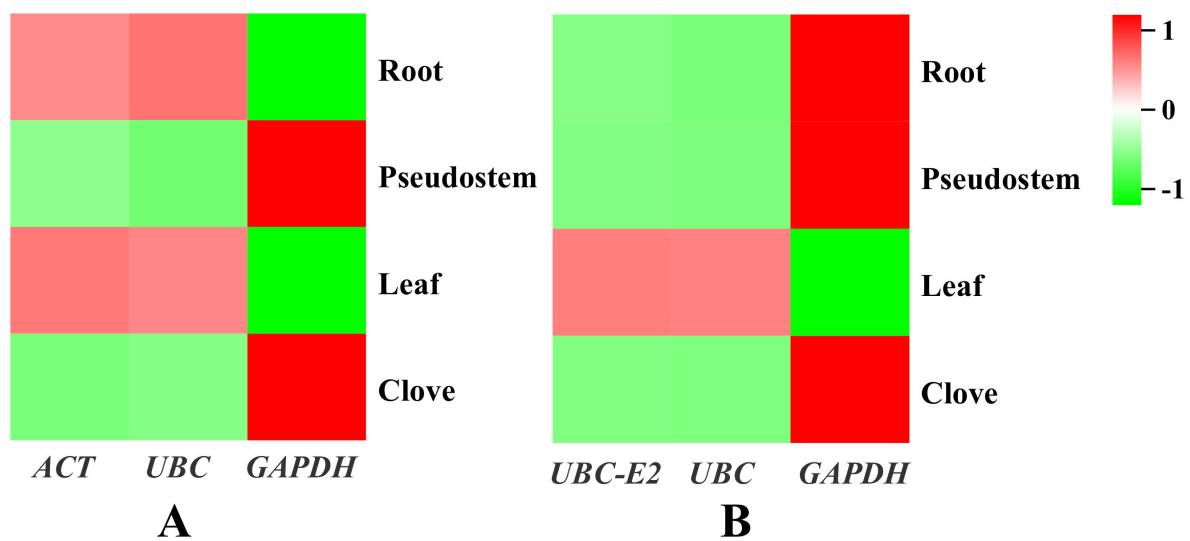 Root
Pseudostem
Leaf
Clove
ACT UBC GAPDH
A
Root
Pseudostem
Leaf
Clove
UBC-E2 UBC GAPDH
B
1
0
-1